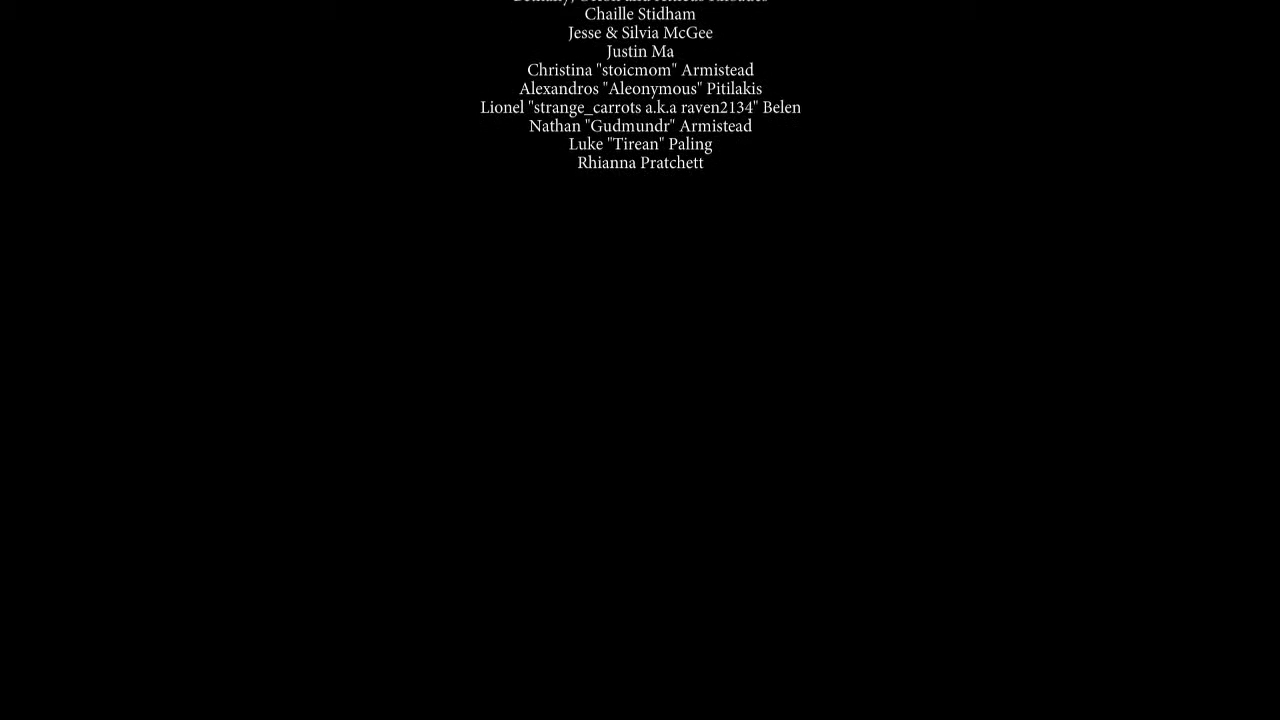 Chaille Stidham
Jesse & Silvia McGee
Justin Ma
Christina "stoicmom" Armistead
Alexandros "Aleonymous" Pitilakis
Lionel "strange_carrots a.k.a raven2134" Belen
Nathan "Gudmundr" Armistead
Luke "Tirean" Paling
Rhianna Pratchett